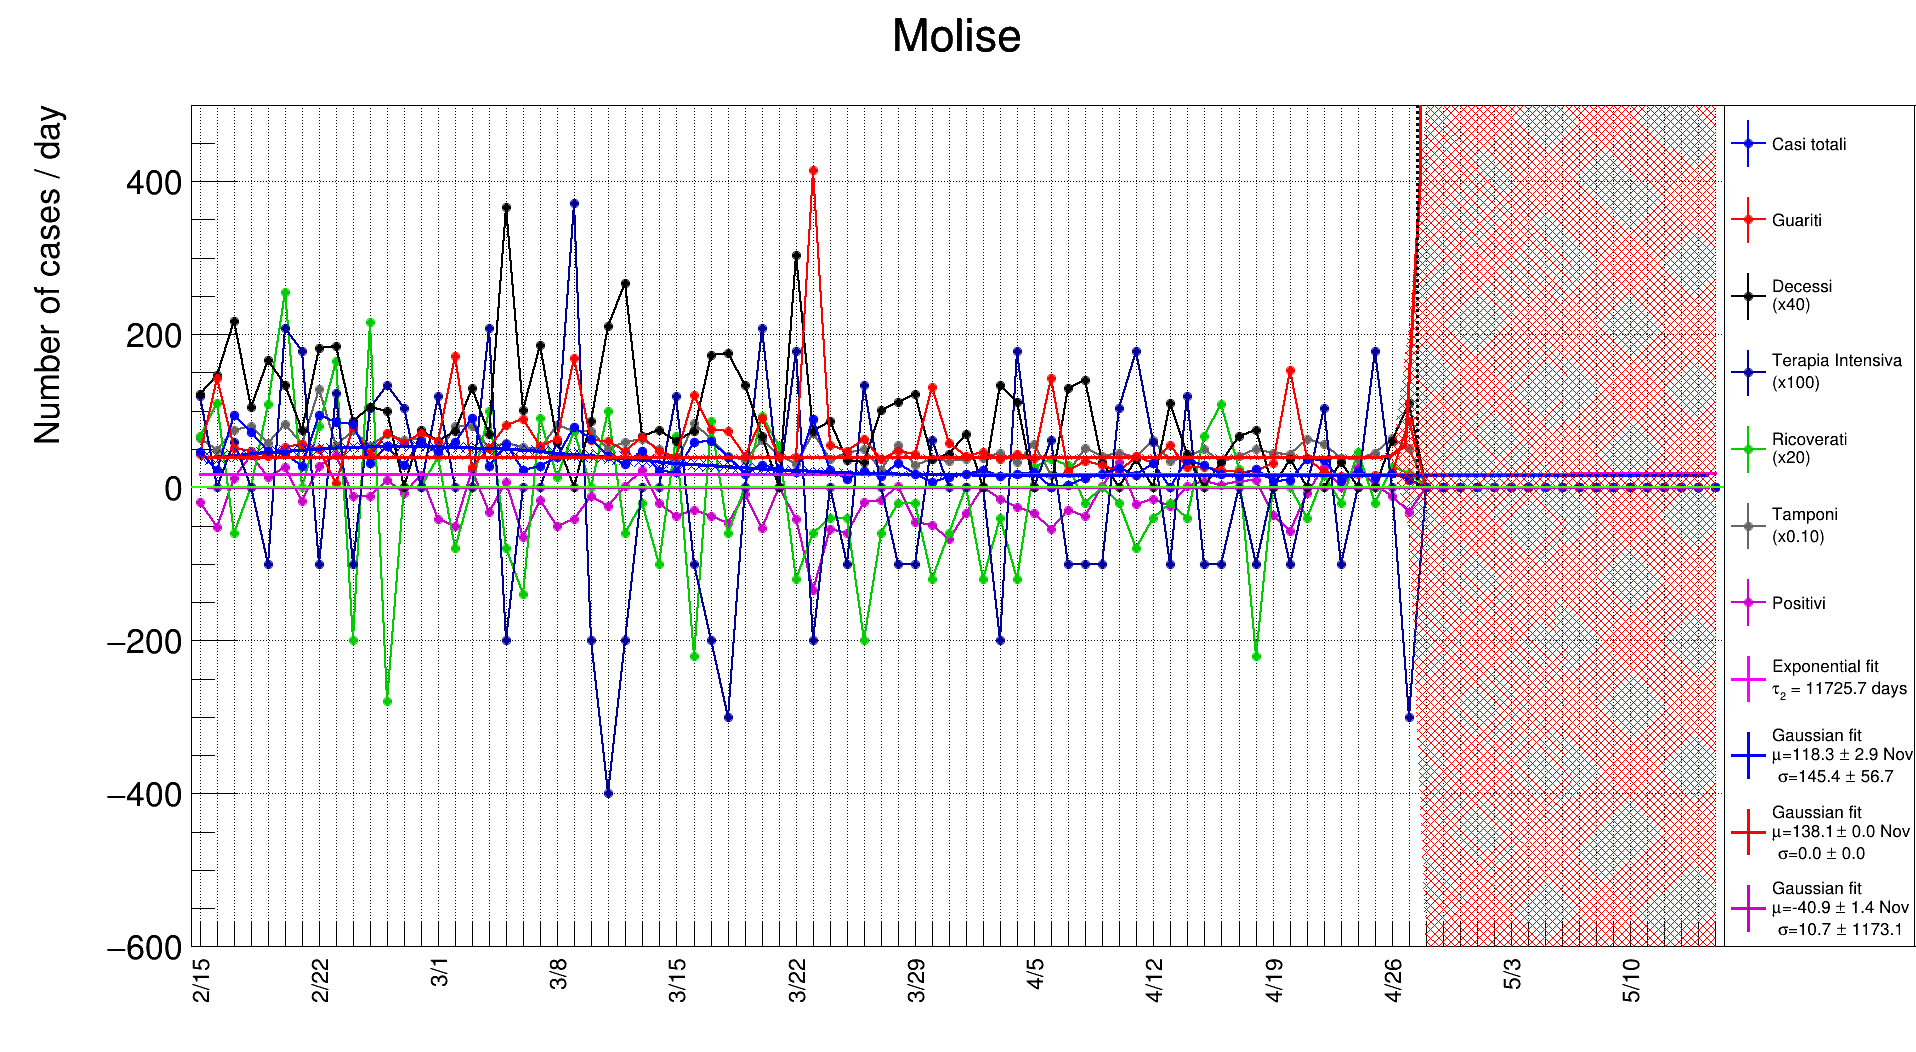 Molise
Number of cases / day
400
200
0
−200
−400
−600
2/15
2/22
3/1
3/8
3/15
3/22
3/29
4/5
4/12
4/19
4/26
5/3
5/10
Casi totali
Guariti
Decessi
(x40)
Terapia Intensiva
(x100)
Ricoverati
(x20)
Tamponi
(x0.10)
Positivi
Exponential fit
τ2 = 11725.7 days
Gaussian fit
μ=118.3 ± 2.9 Nov
σ=145.4 ± 56.7
Gaussian fit
μ=138.1 ± 0.0 Nov
σ=0.0 ± 0.0
Gaussian fit
μ=-40.9 ± 1.4 Nov
σ=10.7 ± 1173.1